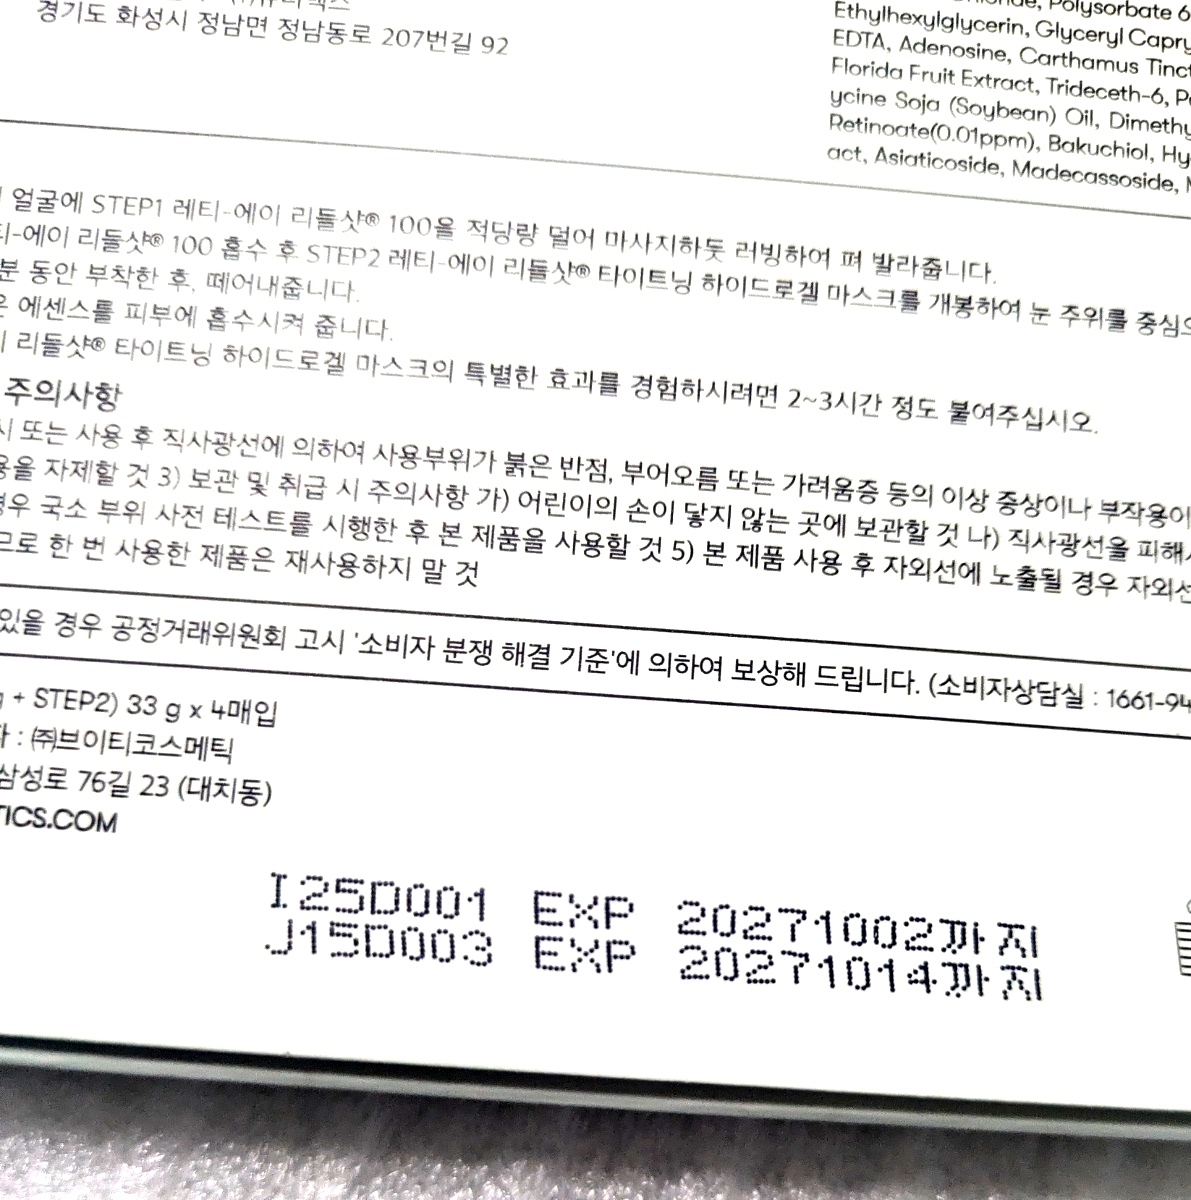 경기도 화성시 정남면 정남동로 207번길 92
Polysorbate 6
Ethylhexylglycerin, Glyceryl Capry
EDTA, Adenosine, Carthamus Tinct
Florida Fruit Extract, Trideceth-6, P
ycine Soja (Soybean) Oil, Dimethy
Retinoate(0.01ppm), Bakuchiol, Hy
act, Asiaticoside, Madecassoside,
얼굴에 STEP1 레티-에이 리들샷® 100을 적당량 덜어 마사지하듯 러빙하여 펴 발라줍니다.
티-에이 리들샷® 100 흡수 후 STEP2 레티-에이 리들샷® 타이트닝 하이드로겔 마스크를 개봉하여 눈 주위를 중심으
분 동안 부착한 후, 떼어내줍니다.
은 에센스를 피부에 흡수시켜 줍니다.
리들샷® 타이트닝 하이드로겔 마스크의 특별한 효과를 경험하시려면 2~3시간 정도 붙여주십시오.
주의사항
시 또는 사용 후 직사광선에 의하여 사용부위가 붉은 반점, 부어오름 또는 가려움증 등의 이상 증상이나 부작용이
용을 자제할 것 3) 보관 및 취급 시 주의사항 가) 어린이의 손이 닿지 않는 곳에 보관할 것 나) 직사광선을 피해
경우 국소 부위 사전 테스트를 시행한 후 본 제품을 사용할 것 5) 본 제품 사용 후 자외선에 노출될 경우 자외선
므로 한 번 사용한 제품은 재사용하지 말 것
있을 경우 공정거래위원회 고시 '소비자 분쟁 해결 기준'에 의하여 보상해 드립니다. (소비자상담실 : 1661-94
g + STEP2) 33 g x 4매입
자 : ㈜브이티코스메틱
삼성로 76길 23 (대치동)
TICS.COM
I25D001 EXP 20271002까지
J15D003 EXP 20271014까지